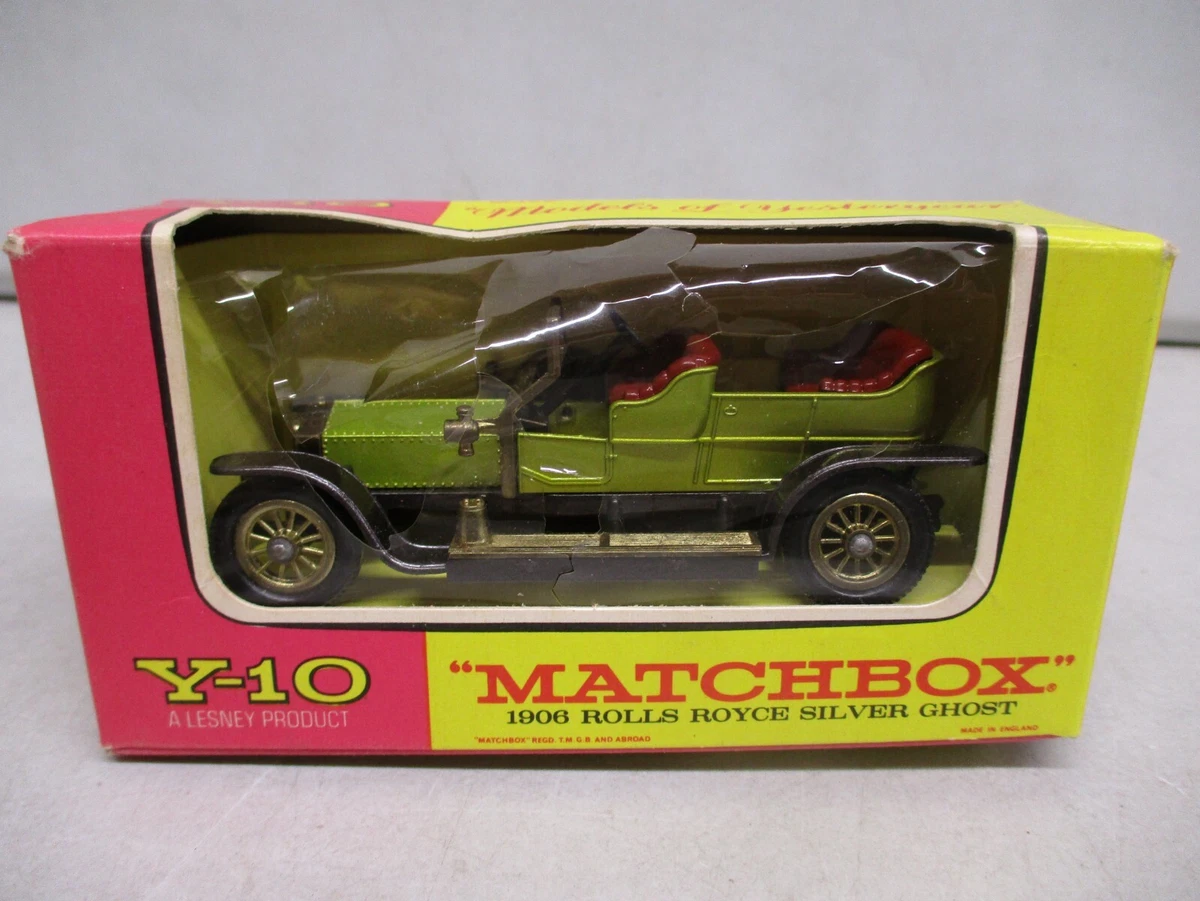 "Models of Yesteryear"
Y-10
A LESNEY PRODUCT
"MATCHBOX"®
1906 ROLLS ROYCE SILVER GHOST
"MATCHBOX" REGD. T.M. G.B. AND ABROAD
MADE IN ENGLAND